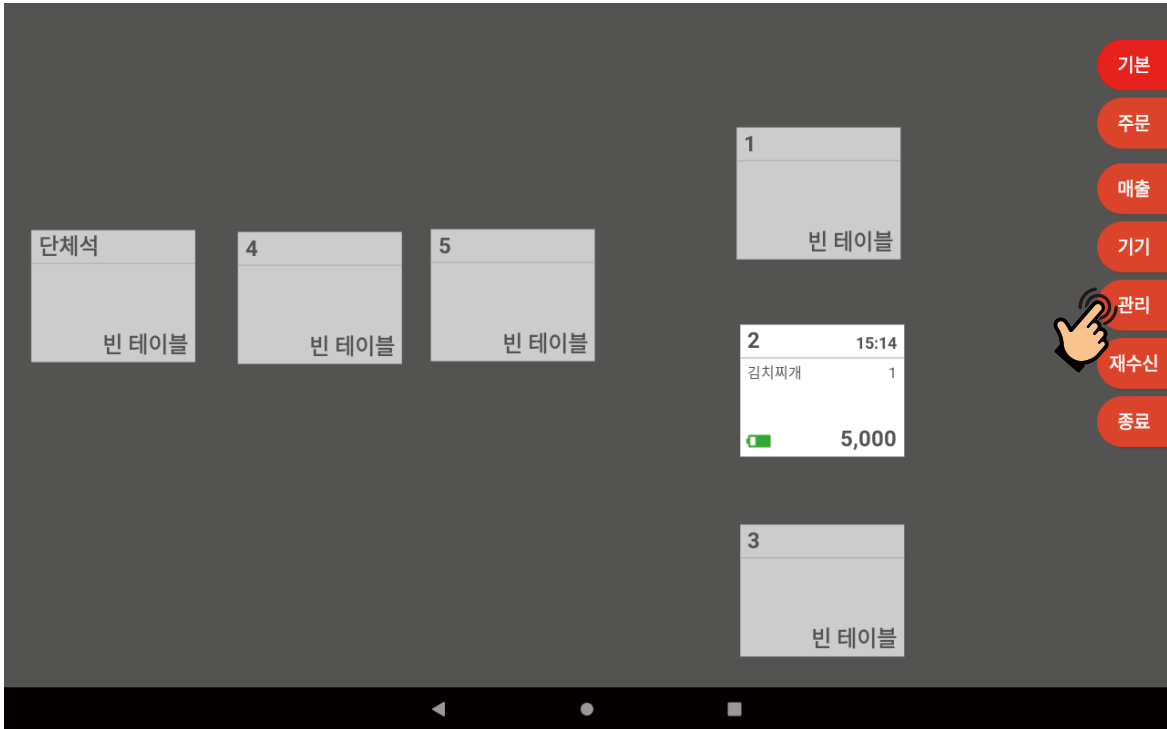 단체석
빈 테이블
4
빈 테이블
5
빈 테이블
1
빈 테이블
2 15:14
김치찌개 1
5,000
3
빈 테이블
기본
주문
매출
기기
관리
재수신
종료